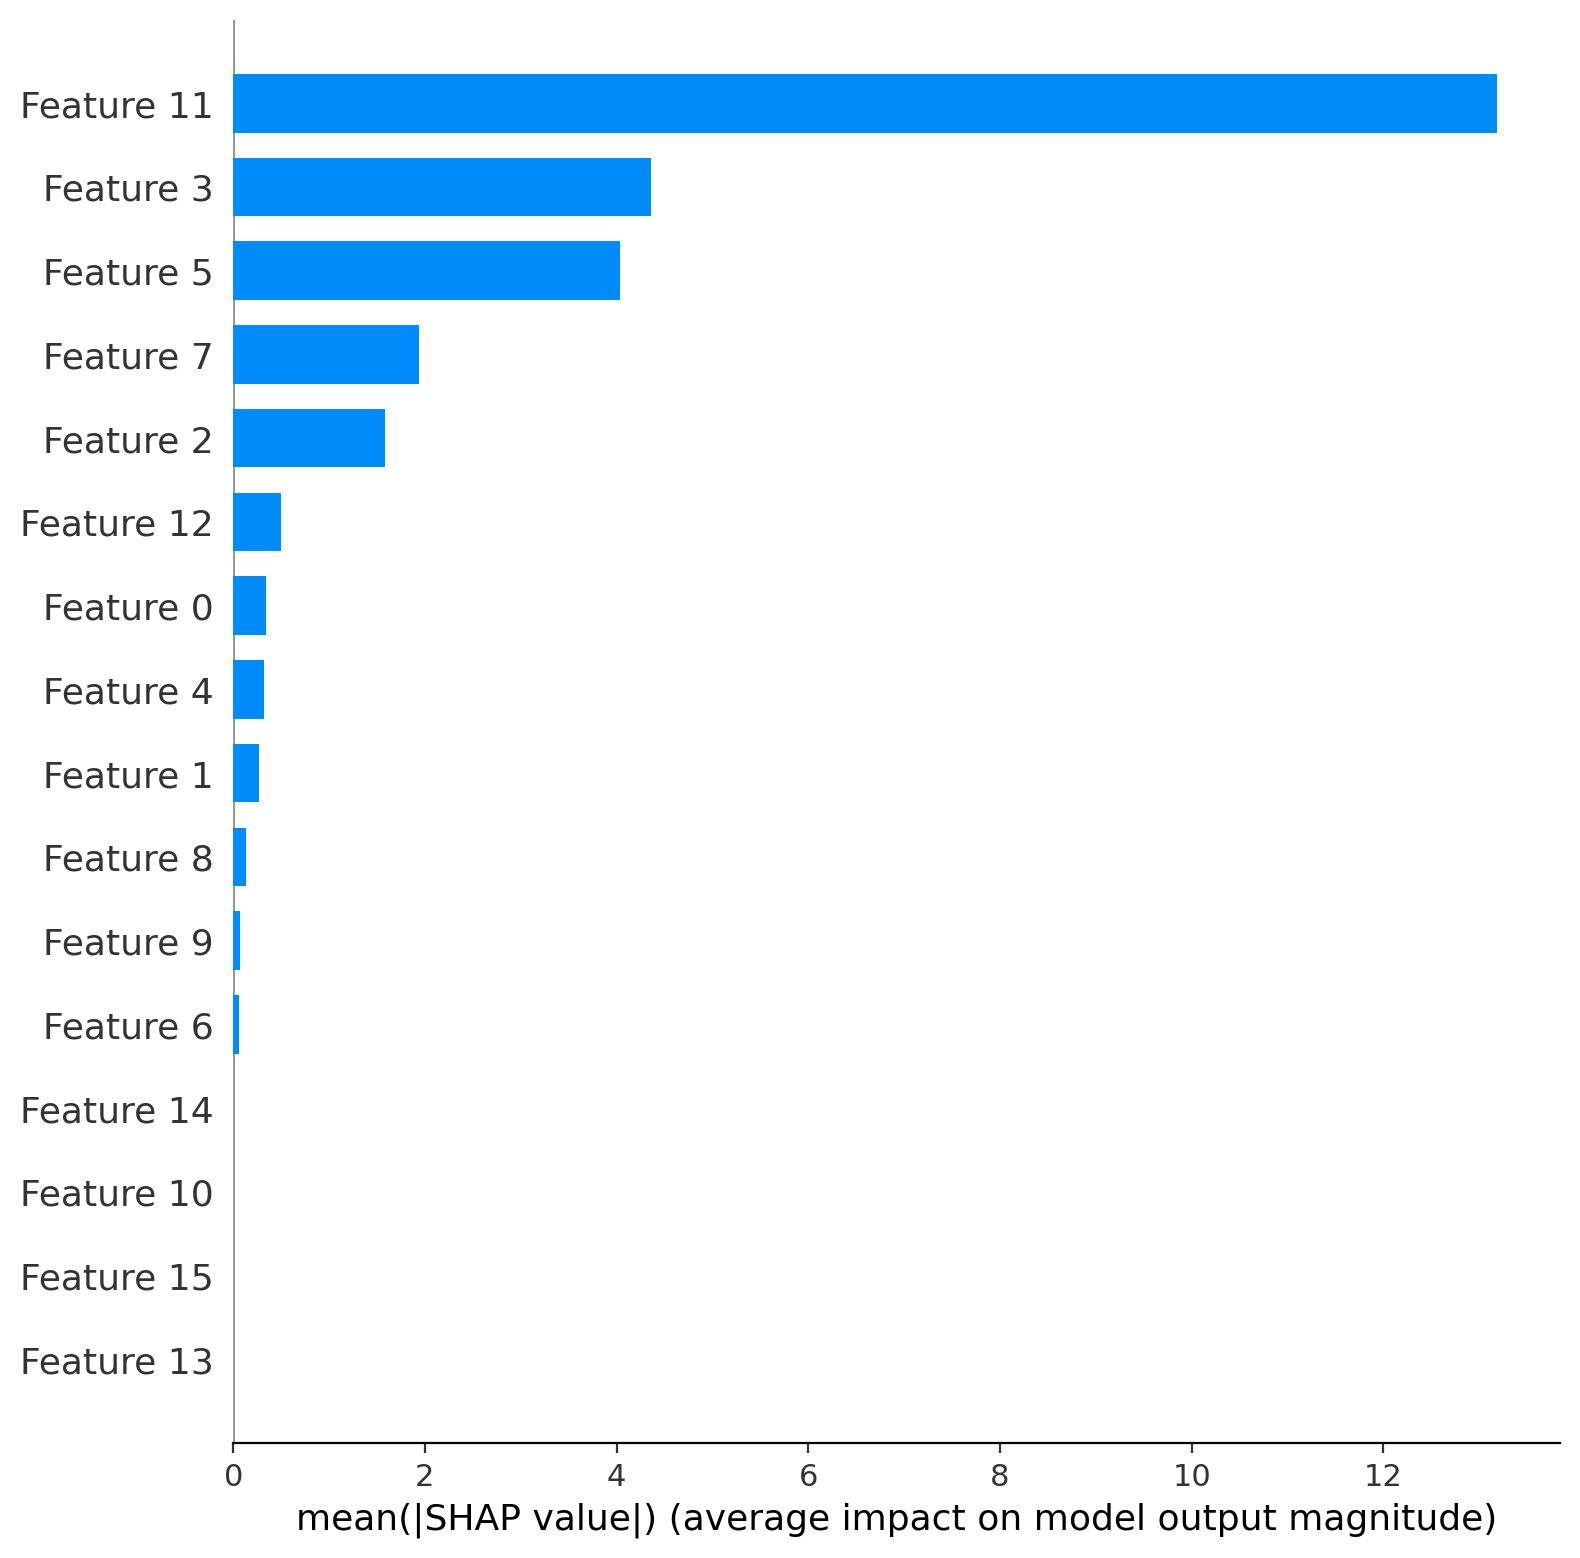 Feature 11
Feature 3
Feature 5
Feature 7
Feature 2
Feature 12
Feature 0
Feature 4
Feature 1
Feature 8
Feature 9
Feature 6
Feature 14
Feature 10
Feature 15
Feature 13
0 2 4 6 8 10 12
mean(|SHAP value|) (average impact on model output magnitude)